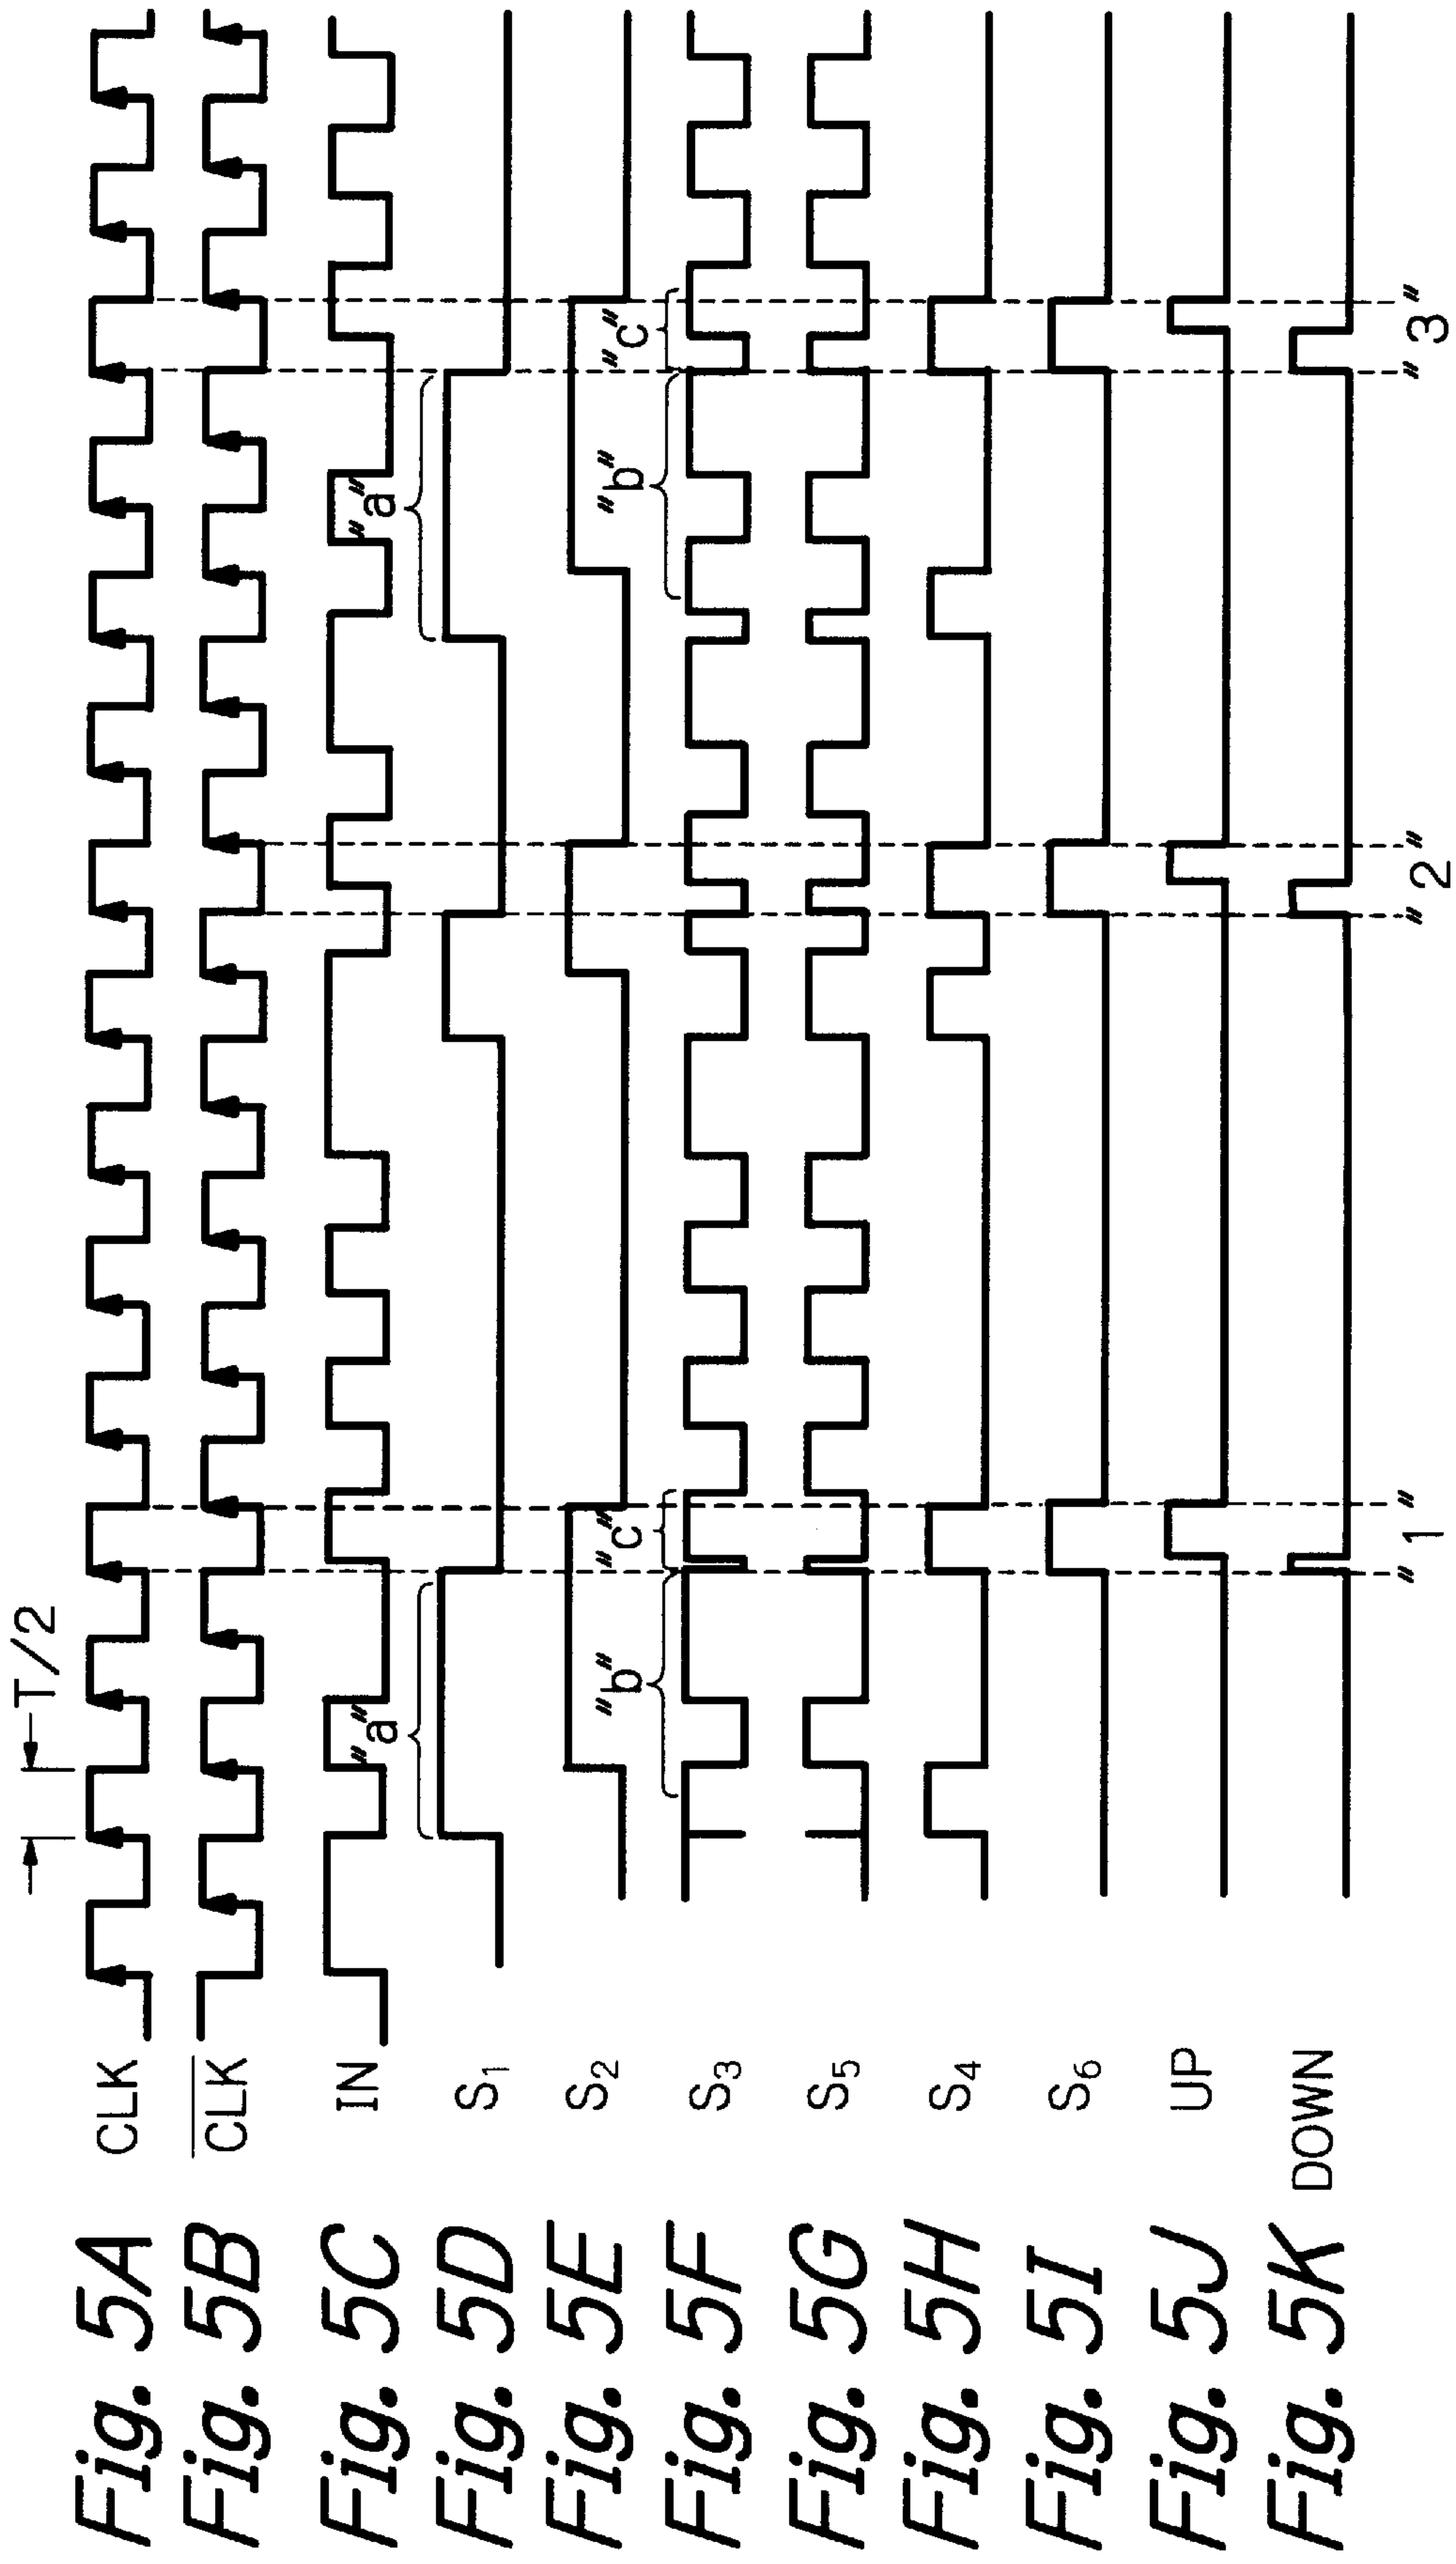 T/2
Fig. 5A CLK
Fig. 5B CLK
Fig. 5C IN
"a" "a"
Fig. 5D S1
Fig. 5E S2
"b" "c" "b" "c"
Fig. 5F S3
Fig. 5G S5
Fig. 5H S4
Fig. 5I S6
Fig. 5J UP
Fig. 5K DOWN
"1" "2" "3"